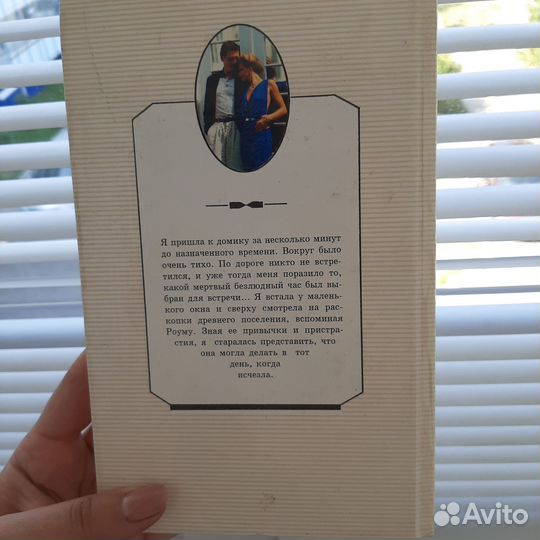 Я пришла к домику за несколько минут
до назначенного времени. Вокруг было
очень тихо. По дороге никто не встре-
тился, и уже тогда меня поразило то,
какой мертвый безлюдный час был вы-
бран для встречи... Я встала у малень-
кого окна и сверху смотрела на рас-
копки древнего поселения, вспоминая
Роуму. Зная ее привычки и пристра-
стия, я старалась представить, что
она могла делать в тот
день, когда
исчезла.
Avito